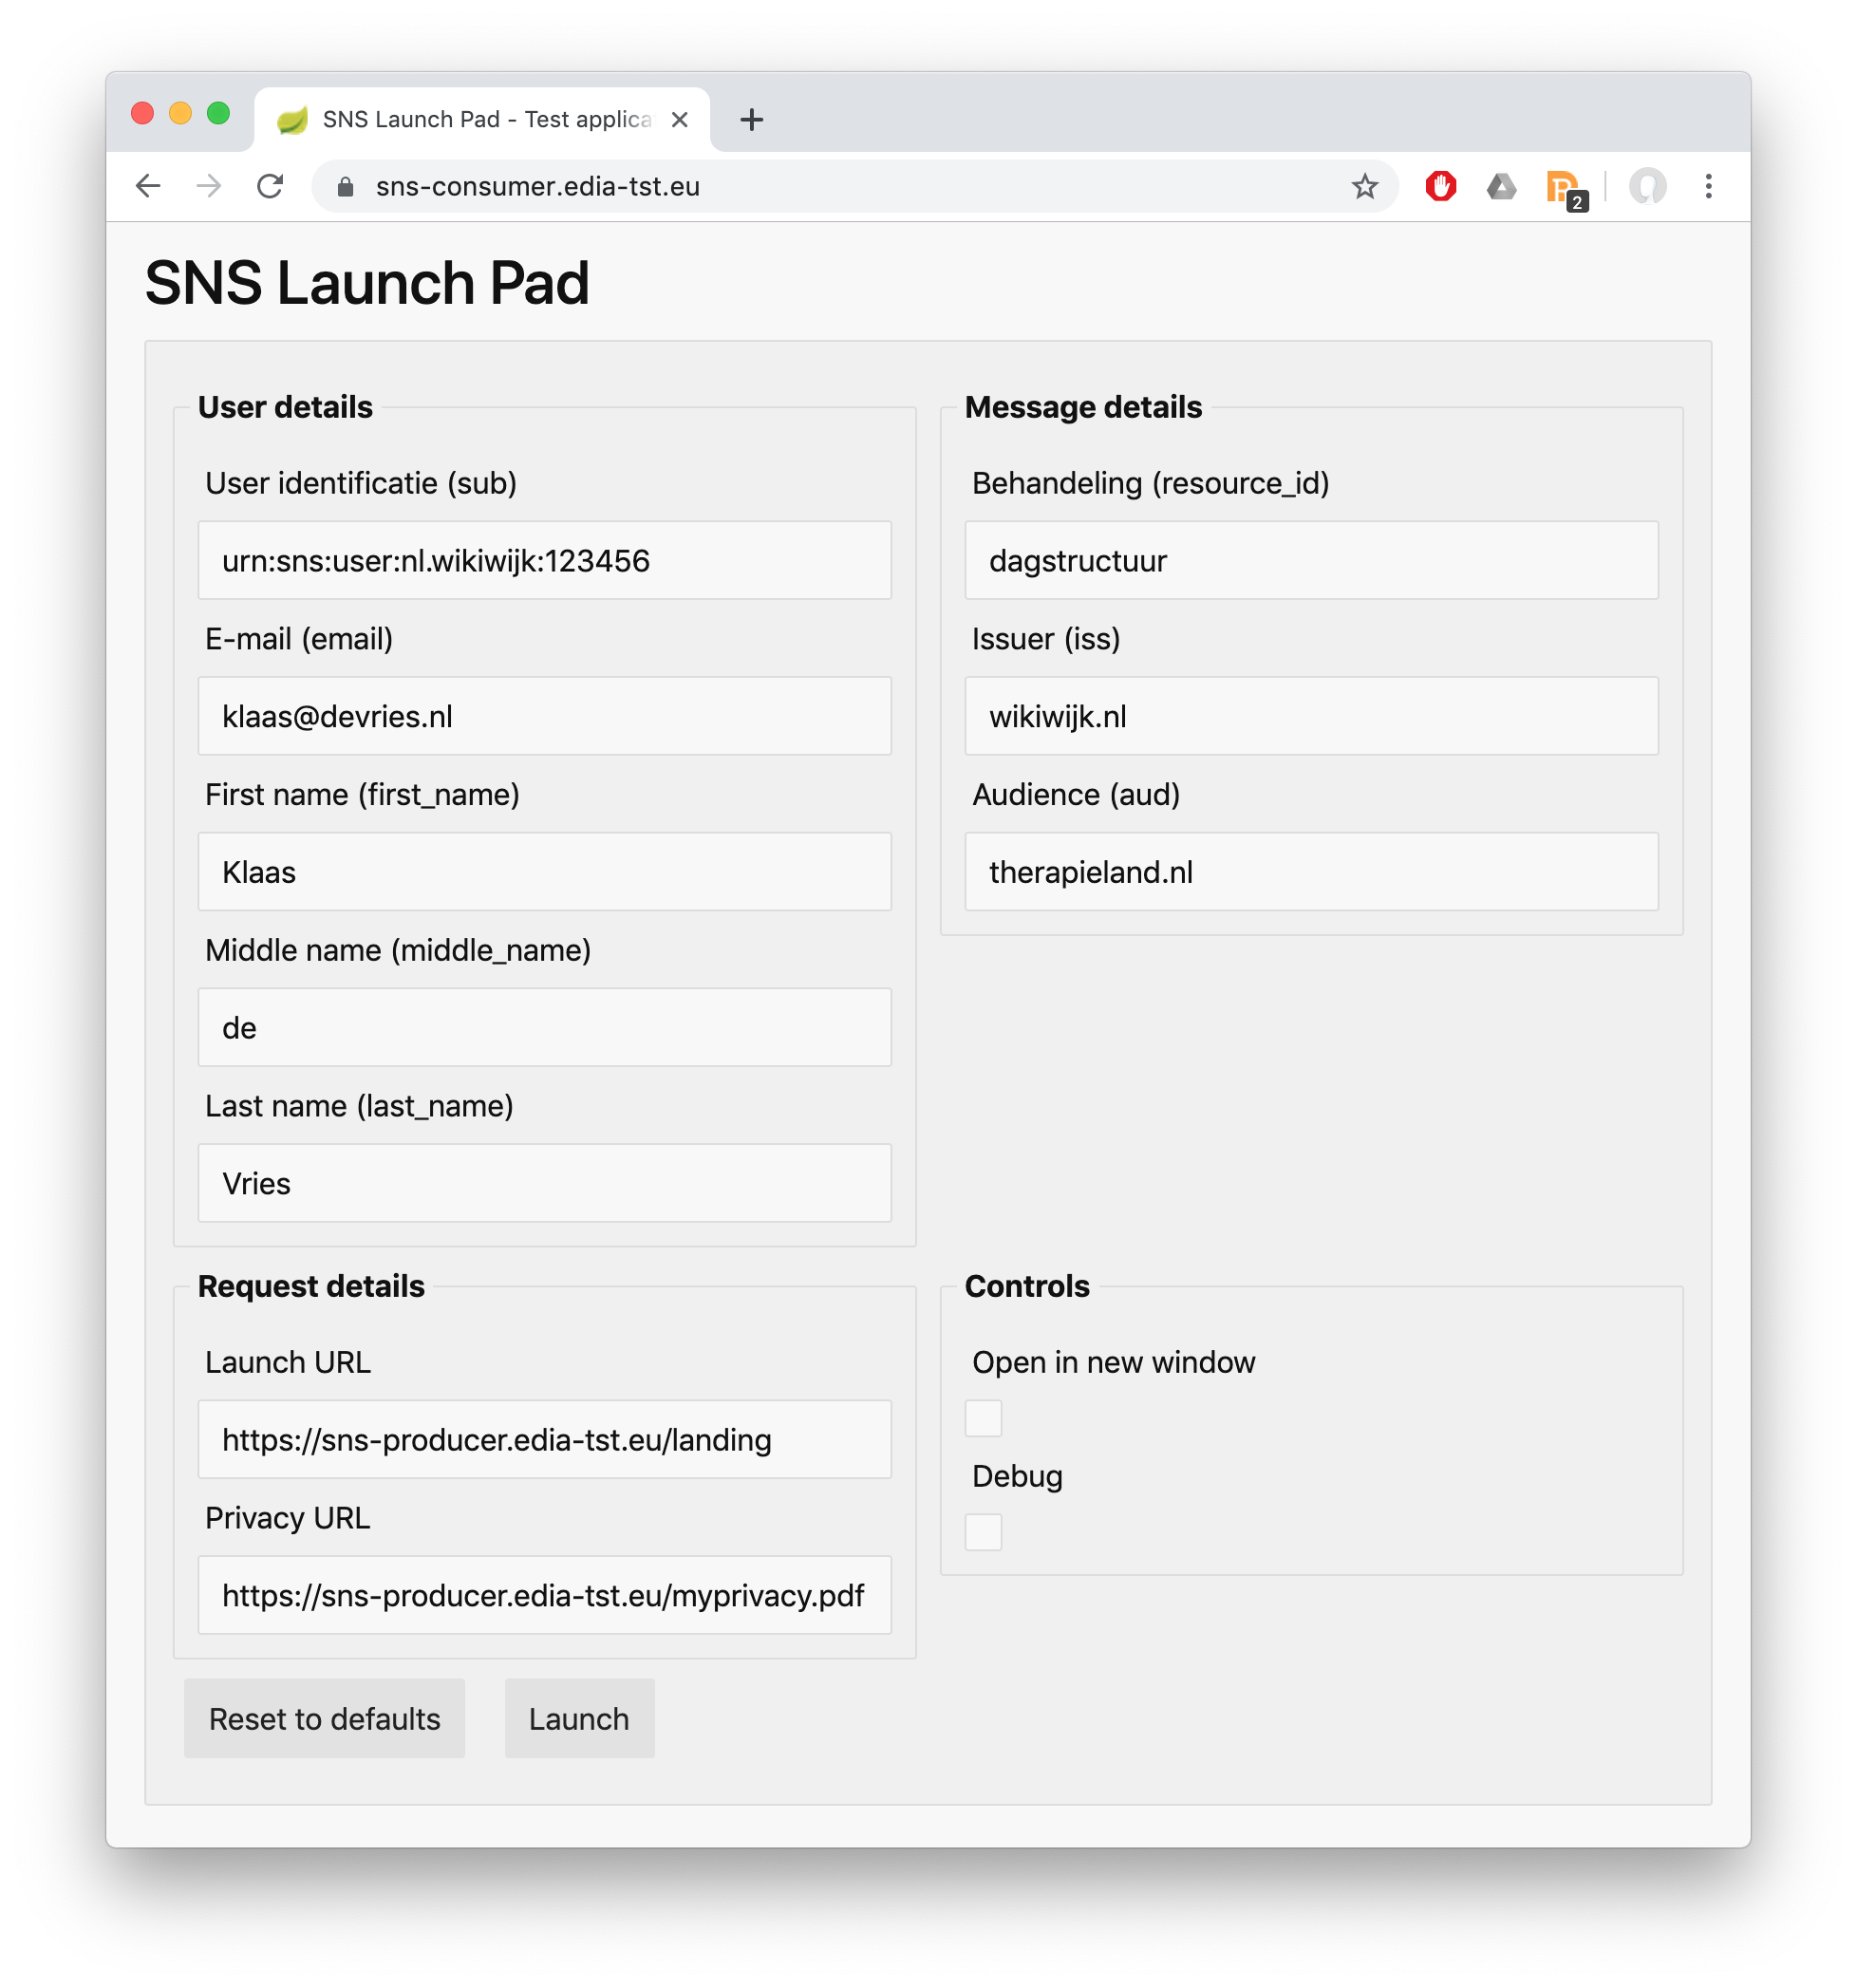 SNS Launch Pad - Test applica
sns-consumer.edia-tst.eu
2
SNS Launch Pad
User details
User identificatie (sub)
urn:sns:user:nl.wikiwijk:123456
E-mail (email)
klaas@devries.nl
First name (first_name)
Klaas
Middle name (middle_name)
de
Last name (last_name)
Vries
Message details
Behandeling (resource_id)
dagstructuur
Issuer (iss)
wikiwijk.nl
Audience (aud)
therapieland.nl
Request details
Launch URL
https://sns-producer.edia-tst.eu/landing
Privacy URL
https://sns-producer.edia-tst.eu/myprivacy.pdf
Controls
Open in new window
Debug
Reset to defaults
Launch